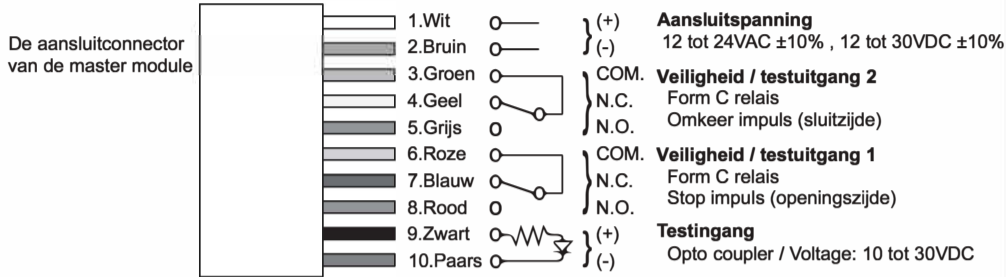 De aansluitconnector
van de master module
1.Wit (+) Aansluitspanning
2.Bruin (-) 12 tot 24VAC ±10% , 12 tot 30VDC ±10%
3.Groen COM. Veiligheid / testuitgang 2
4.Geel N.C. Form C relais
5.Grijs N.O. Omkeer impuls (sluitzijde)
6.Roze COM. Veiligheid / testuitgang 1
7.Blauw N.C. Form C relais
8.Rood N.O. Stop impuls (openingszijde)
9.Zwart (+) Testingang
10.Paars (-) Opto coupler / Voltage: 10 tot 30VDC